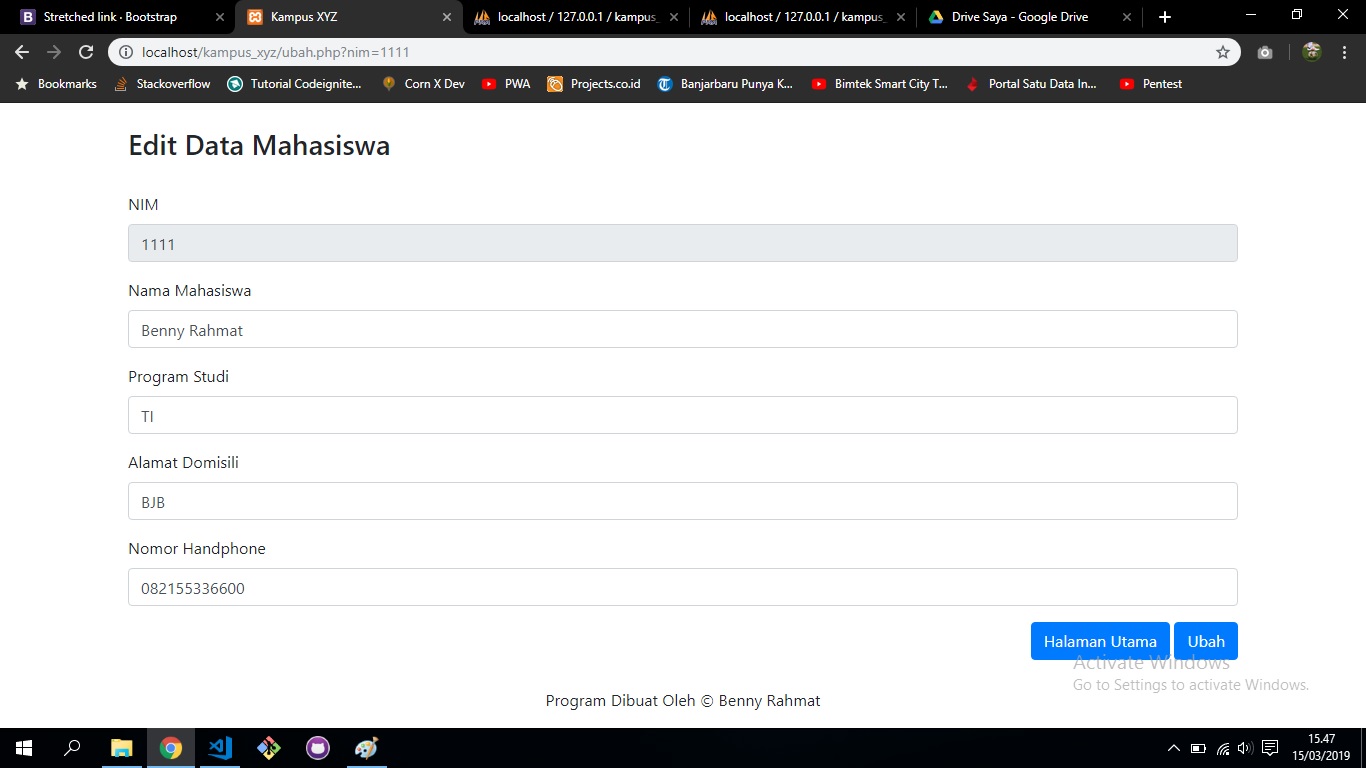 Stretched link · Bootstrap
Kampus XYZ
localhost / 127.0.0.1 / kampus_
localhost / 127.0.0.1 / kampus_
Drive Saya - Google Drive
localhost/kampus_xyz/ubah.php?nim=1111
Bookmarks
Stackoverflow
Tutorial Codeignite...
Corn X Dev
PWA
Projects.co.id
Banjarbaru Punya K...
Bimtek Smart City T...
Portal Satu Data In...
Pentest
Edit Data Mahasiswa
NIM
1111
Nama Mahasiswa
Benny Rahmat
Program Studi
TI
Alamat Domisili
BJB
Nomor Handphone
082155336600
Halaman Utama
Ubah
Activate Windows
Go to Settings to activate Windows.
Program Dibuat Oleh © Benny Rahmat
15.47
15/03/2019